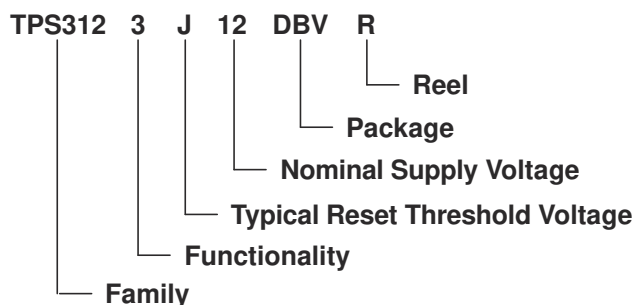 TPS312 3 J 12 DBV R
Reel
Package
Nominal Supply Voltage
Typical Reset Threshold Voltage
Functionality
Family